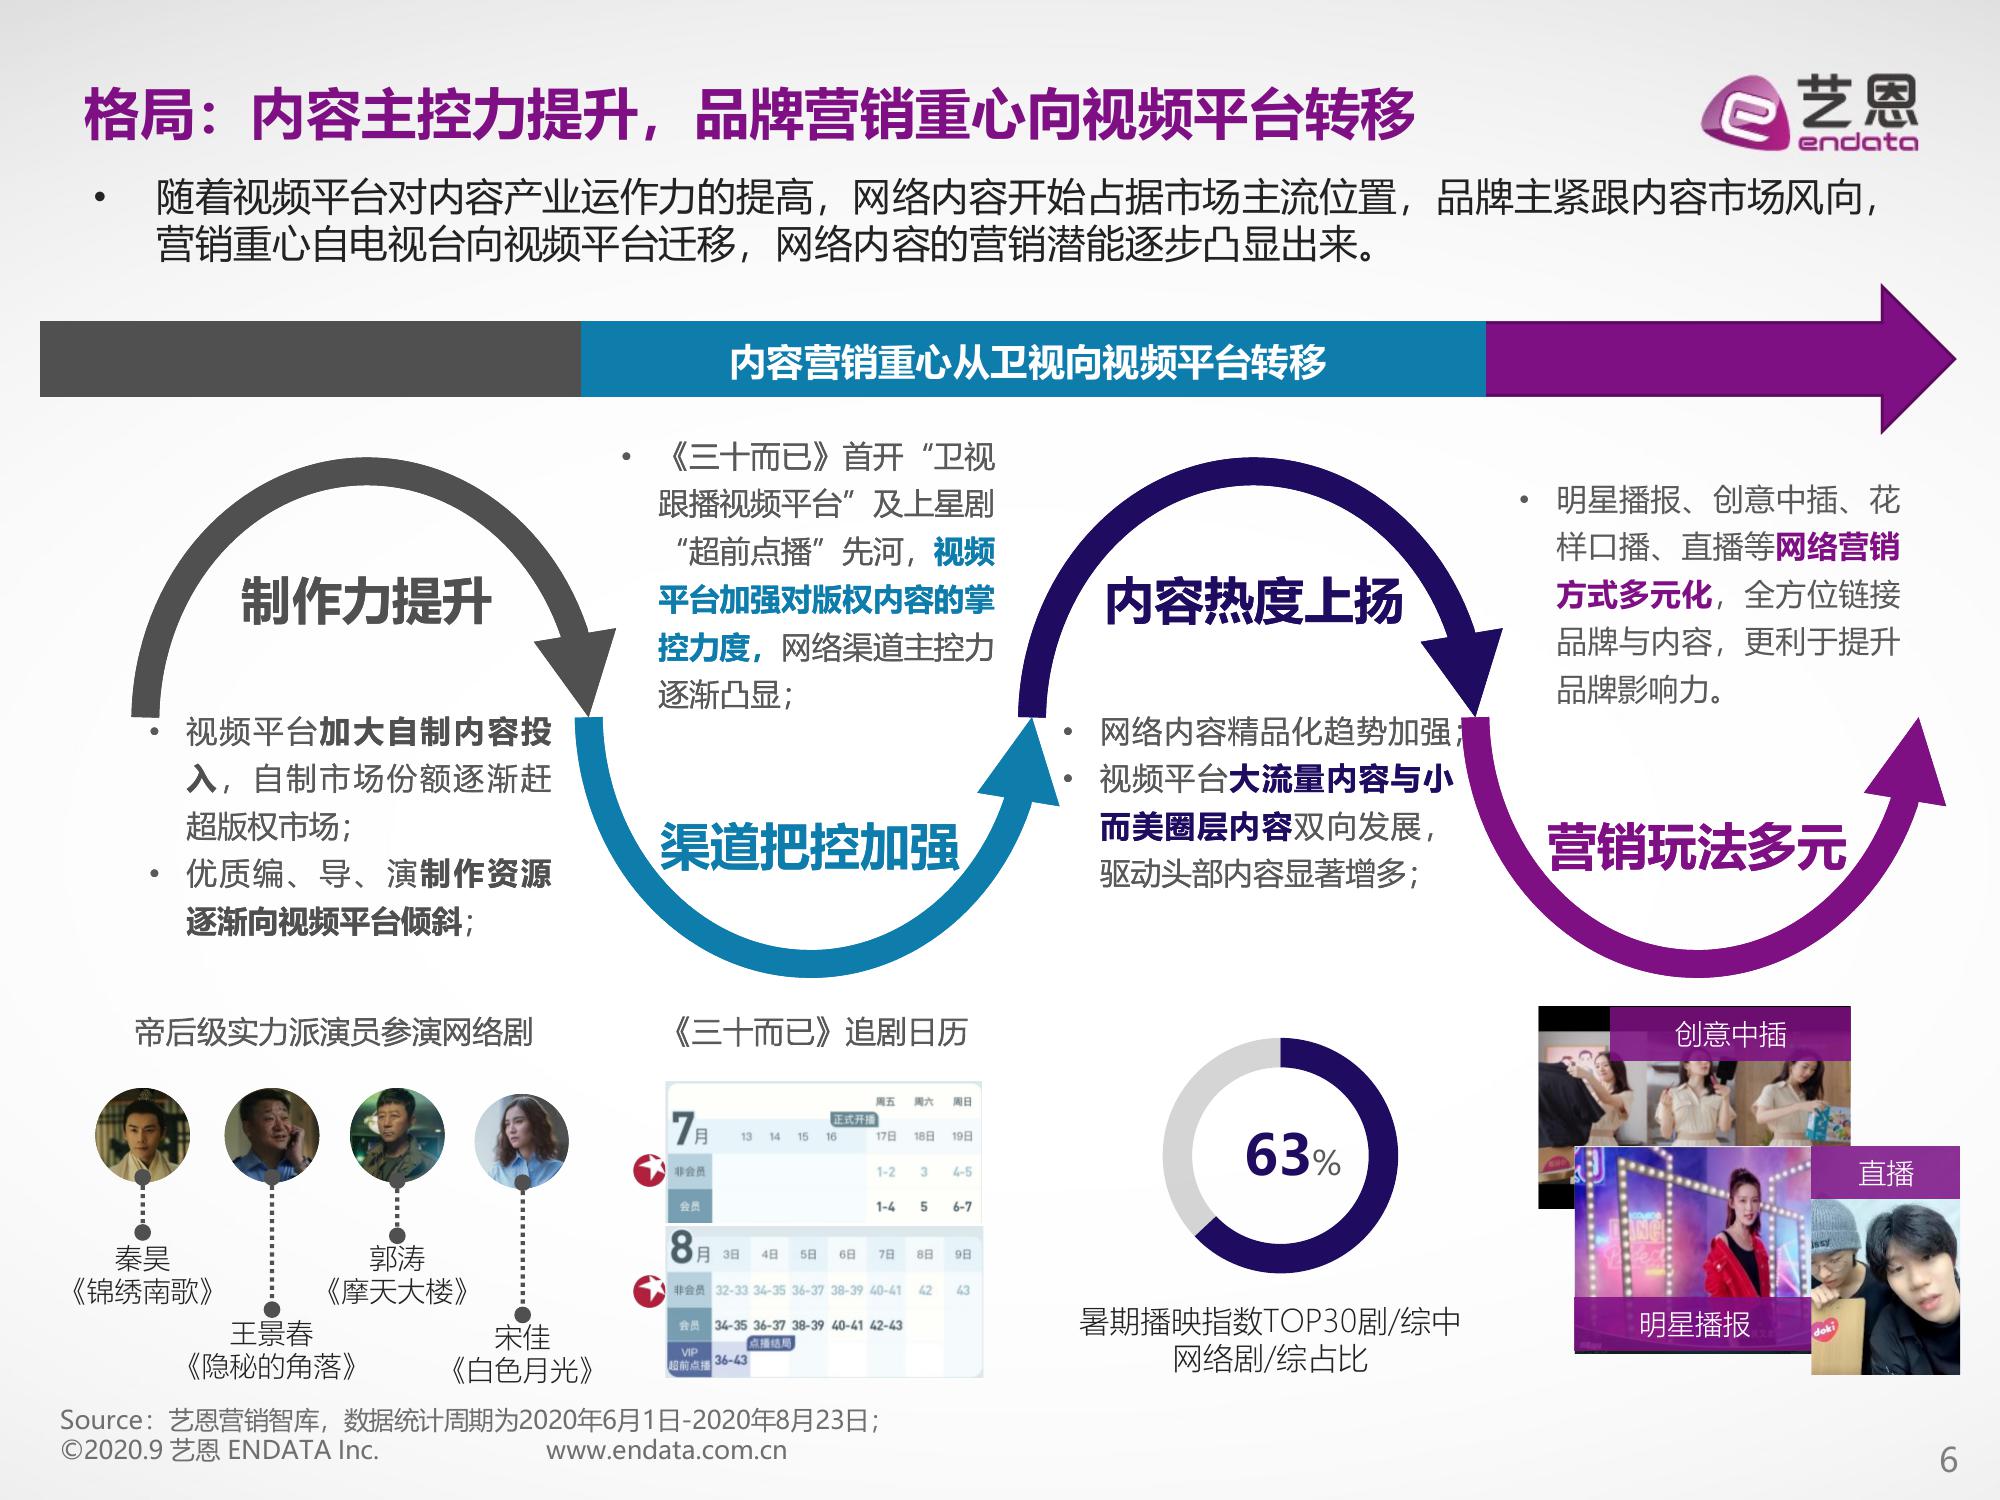 格局：内容主控力提升，品牌营销重心向视频平台转移
艺恩
endata
• 随着视频平台对内容产业运作力的提高，网络内容开始占据市场主流位置，品牌主紧跟内容市场风向，
营销重心自电视台向视频平台迁移，网络内容的营销潜能逐步凸显出来。
内容营销重心从卫视向视频平台转移
制作力提升
• 视频平台加大自制内容投
入，自制市场份额逐渐赶
超版权市场；
• 优质编、导、演制作资源
逐渐向视频平台倾斜；
• 《三十而已》首开“卫视
跟播视频平台”及上星剧
“超前点播”先河，视频
平台加强对版权内容的掌
控力度，网络渠道主控力
逐渐凸显；
渠道把控加强
内容热度上扬
• 网络内容精品化趋势加强；
• 视频平台大流量内容与小
而美圈层内容双向发展，
驱动头部内容显著增多；
• 明星播报、创意中插、花
样口播、直播等网络营销
方式多元化，全方位链接
品牌与内容，更利于提升
品牌影响力。
营销玩法多元
帝后级实力派演员参演网络剧
秦昊
《锦绣南歌》
王景春
《隐秘的角落》
郭涛
《摩天大楼》
宋佳
《白色月光》
《三十而已》追剧日历
周五 周六 周日
正式开播
7月 13 14 15 16 17日 18日 19日
非会员 1-2 3 4-5
会员 1-4 5 6-7
8月 3日 4日 5日 6日 7日 8日 9日
非会员 32-33 34-35 36-37 38-39 40-41 42 43
会员 34-35 36-37 38-39 40-41 42-43
点播结局
VIP
超前点播 36-43
63%
暑期播映指数TOP30剧/综中
网络剧/综占比
创意中插
直播
明星播报
doki
Source：艺恩营销智库，数据统计周期为2020年6月1日-2020年8月23日；
©2020.9 艺恩 ENDATA Inc. www.endata.com.cn
6